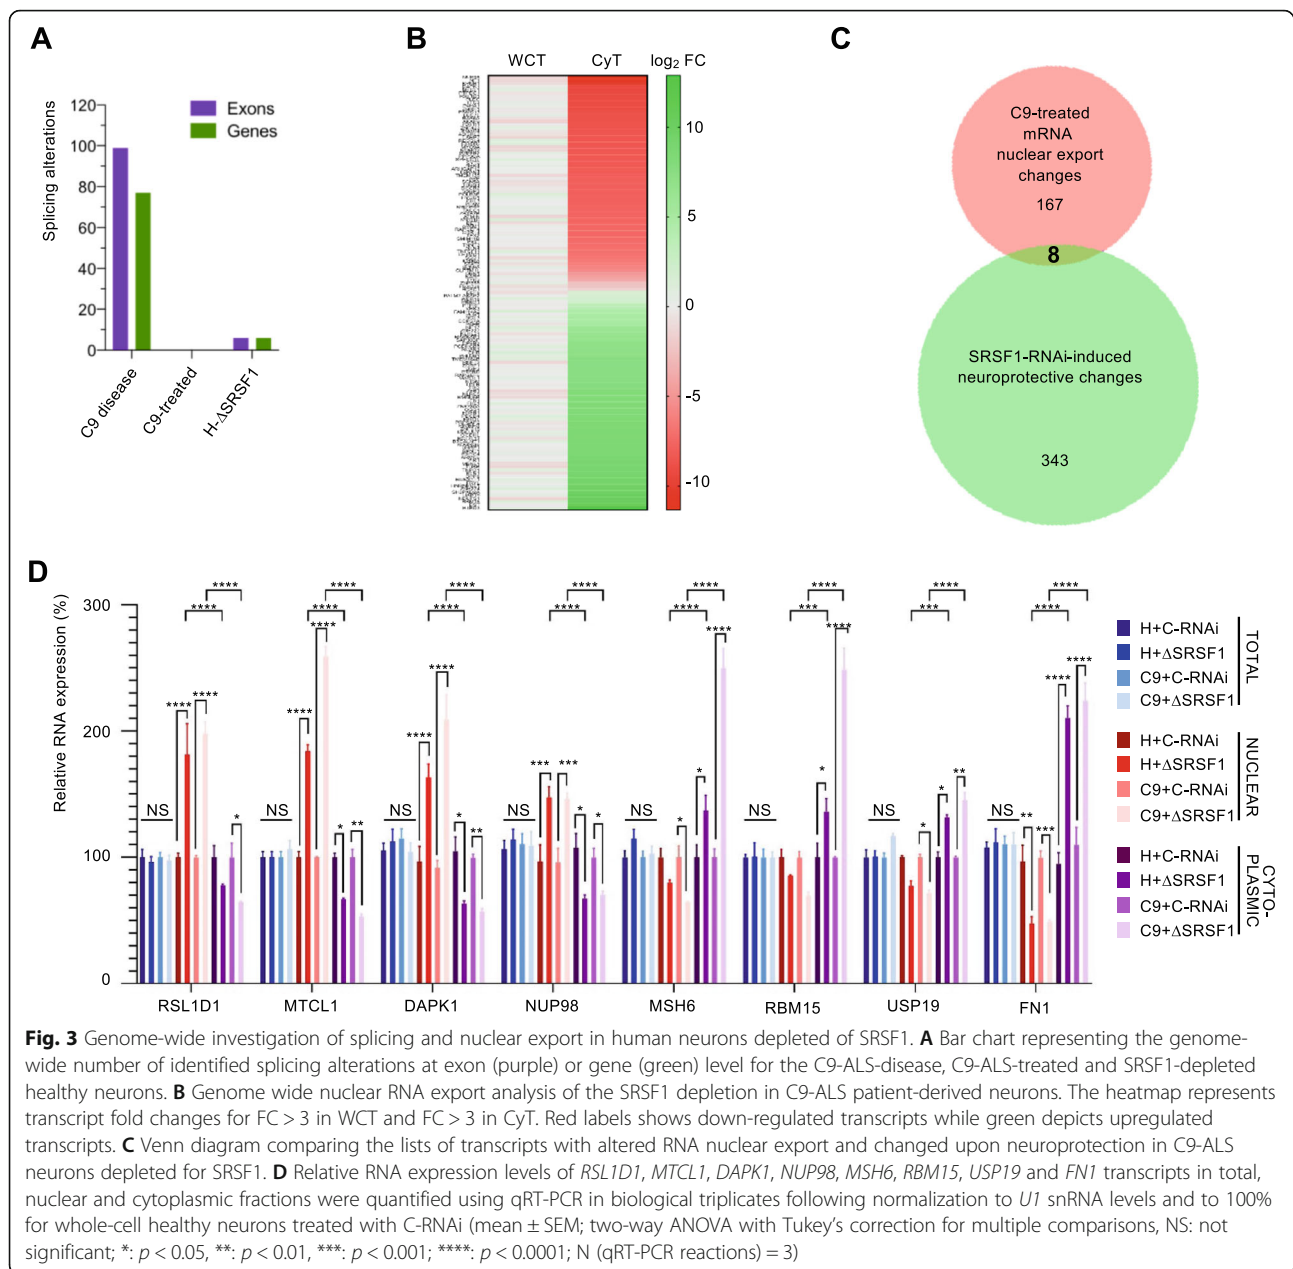 A
Exons
Genes
Splicing alterations
120
100
80
60
40
20
0
C9 disease
C9-treated
H-ΔSRSF1
B
WCT CyT log₂ FC
10
5
0
-5
-10
C
C9-treated
mRNA
nuclear export
changes
167
8
SRSF1-RNAi-induced
neuroprotective changes
343
D
Relative RNA expression (%)
300
200
100
0
**** **** **** **** **** **** **** ****
**** **** **** **** **** *** *** ****
NS **** **** *
NS **** **** * **
NS **** **** * **
NS *** *** * *
* * ****
* ****
* * **
NS ** *** **** ****
RSL1D1 MTCL1 DAPK1 NUP98 MSH6 RBM15 USP19 FN1
H+C-RNAi
H+ΔSRSF1
C9+C-RNAi
C9+ΔSRSF1
TOTAL
H+C-RNAi
H+ΔSRSF1
C9+C-RNAi
C9+ΔSRSF1
NUCLEAR
H+C-RNAi
H+ΔSRSF1
C9+C-RNAi
C9+ΔSRSF1
CYTO-
PLASMIC
Fig. 3 Genome-wide investigation of splicing and nuclear export in human neurons depleted of SRSF1. A Bar chart representing the genome-
wide number of identified splicing alterations at exon (purple) or gene (green) level for the C9-ALS-disease, C9-ALS-treated and SRSF1-depleted
healthy neurons. B Genome wide nuclear RNA export analysis of the SRSF1 depletion in C9-ALS patient-derived neurons. The heatmap represents
transcript fold changes for FC > 3 in WCT and FC > 3 in CyT. Red labels shows down-regulated transcripts while green depicts upregulated
transcripts. C Venn diagram comparing the lists of transcripts with altered RNA nuclear export and changed upon neuroprotection in C9-ALS
neurons depleted for SRSF1. D Relative RNA expression levels of RSL1D1, MTCL1, DAPK1, NUP98, MSH6, RBM15, USP19 and FN1 transcripts in total,
nuclear and cytoplasmic fractions were quantified using qRT-PCR in biological triplicates following normalization to U1 snRNA levels and to 100%
for whole-cell healthy neurons treated with C-RNAi (mean ± SEM; two-way ANOVA with Tukey's correction for multiple comparisons, NS: not
significant; *: p < 0.05, **: p < 0.01, ***: p < 0.001; ****: p < 0.0001; N (qRT-PCR reactions) = 3)